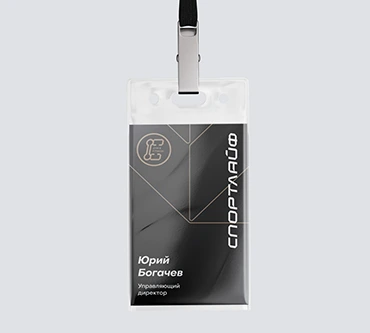 СПОРТЛАЙФ
Юрий
Богачев
Управляющий
директор